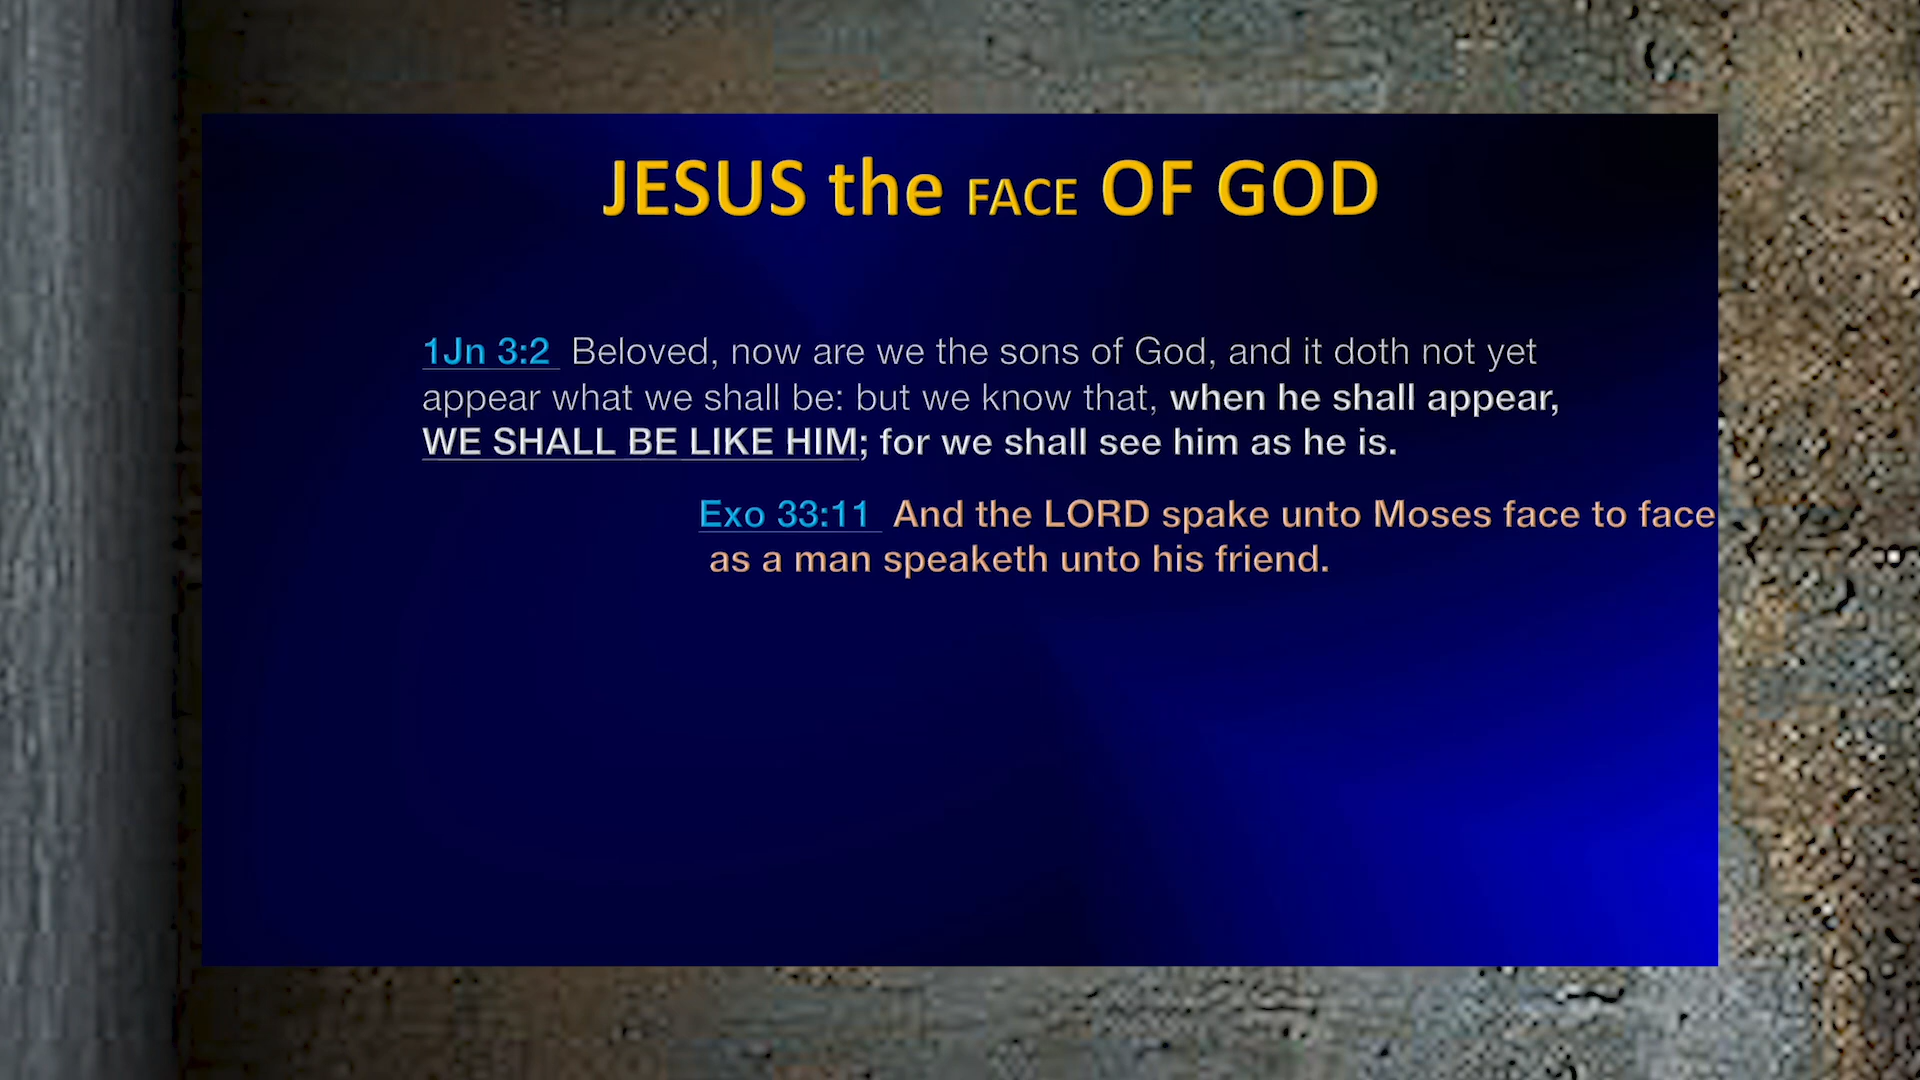 JESUS the FACE OF GOD
1Jn 3:2 Beloved, now are we the sons of God, and it doth not yet
appear what we shall be: but we know that, when he shall appear,
WE SHALL BE LIKE HIM; for we shall see him as he is.
Exo 33:11 And the LORD spake unto Moses face to face
as a man speaketh unto his friend.